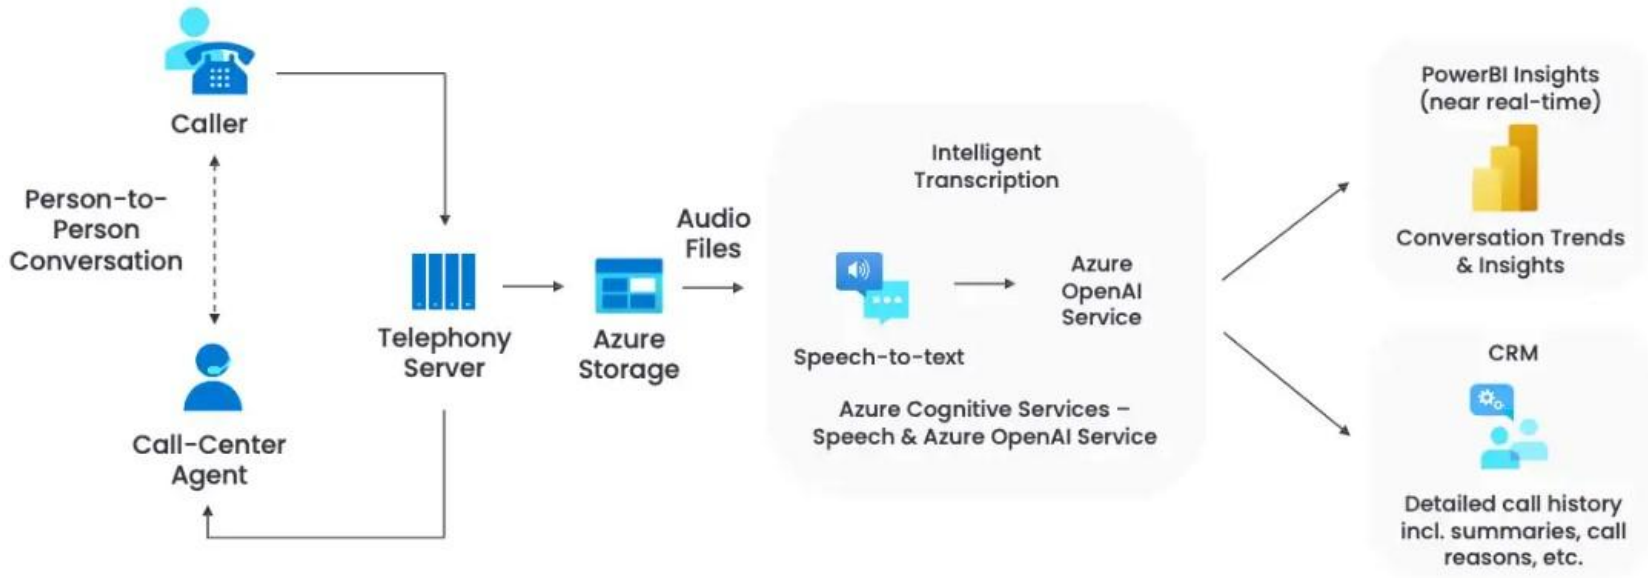 Caller
Person-to-
Person
Conversation
Call-Center
Agent
Telephony
Server
Azure
Storage
Audio
Files
Intelligent
Transcription
Speech-to-text
Azure
OpenAI
Service
Azure Cognitive Services –
Speech & Azure OpenAI Service
PowerBI Insights
(near real-time)
Conversation Trends
& Insights
CRM
Detailed call history
incl. summaries, call
reasons, etc.